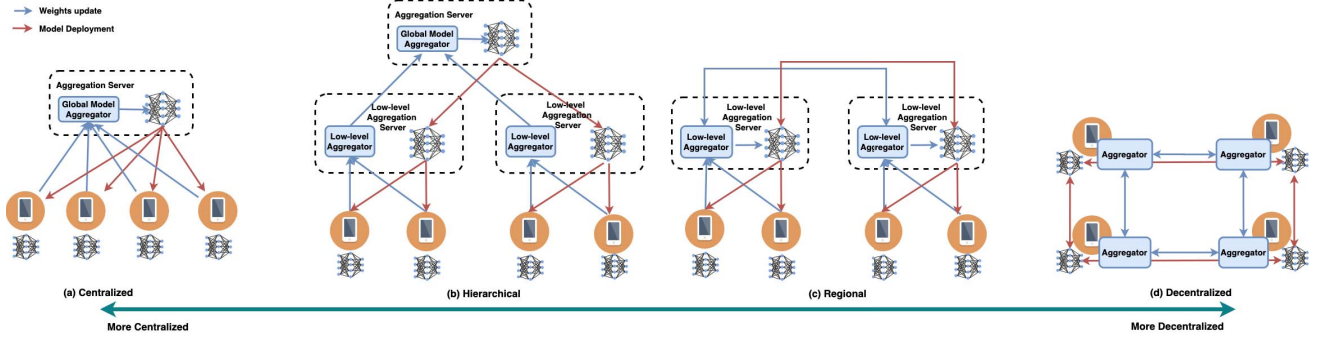 Weights update
Model Deployment
Aggregation Server
Global Model
Aggregator
(a) Centralized
Aggregation Server
Global Model
Aggregator
Low-level
Aggregation
Server
Low-level
Aggregator
Low-level
Aggregation
Server
Low-level
Aggregator
(b) Hierarchical
Low-level
Aggregation
Server
Low-level
Aggregator
Low-level
Aggregation
Server
Low-level
Aggregator
(c) Regional
Aggregator
Aggregator
Aggregator
Aggregator
(d) Decentralized
More Centralized
More Decentralized